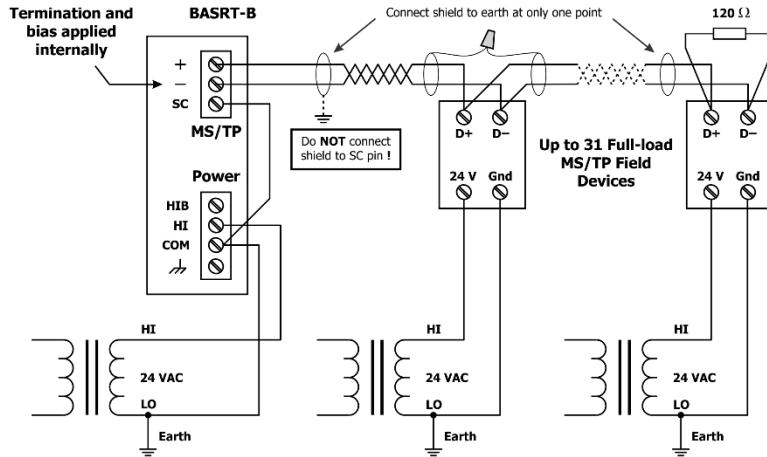 Termination and
bias applied
internally
BASRT-B
+
−
SC
MS/TP
Power
HIB
HI
COM
Connect shield to earth at only one point
Do NOT connect
shield to SC pin !
120 Ω
D+ D−
24 V Gnd
Up to 31 Full-load
MS/TP Field
Devices
D+ D−
24 V Gnd
HI
24 VAC
LO
Earth
HI
24 VAC
LO
Earth
HI
24 VAC
LO
Earth